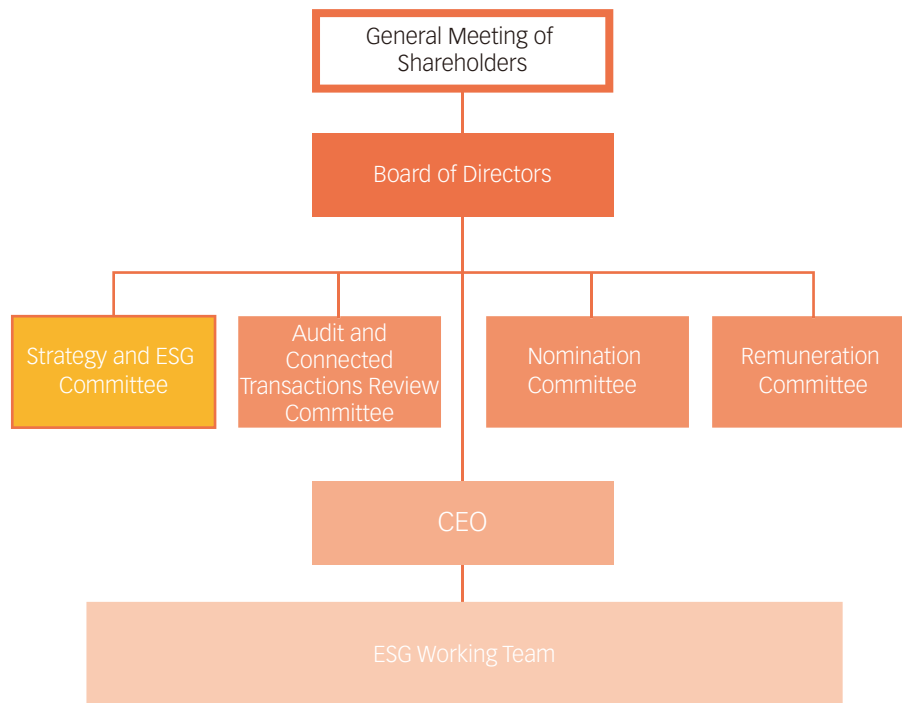 General Meeting of
Shareholders
Board of Directors
Strategy and ESG
Committee
Audit and
Connected
Transactions Review
Committee
Nomination
Committee
Remuneration
Committee
CEO
ESG Working Team